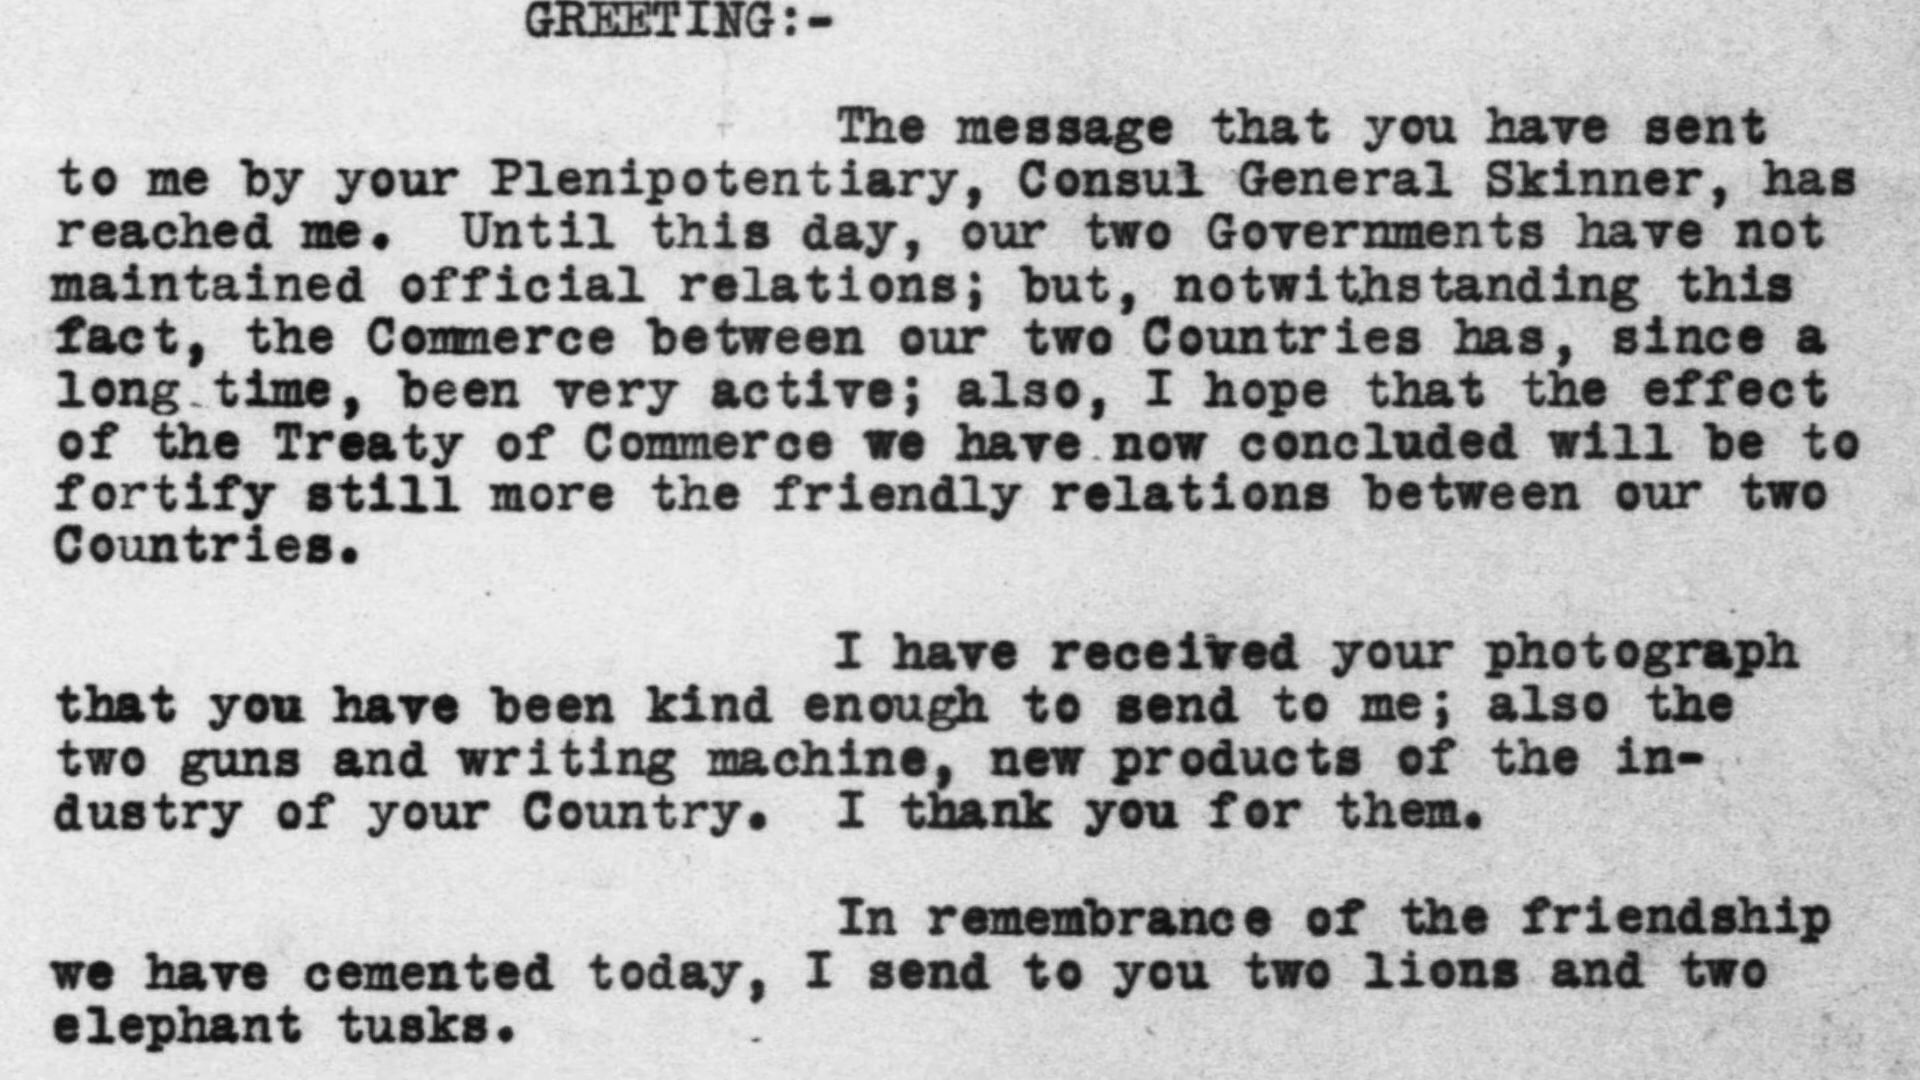 GREETING:-
The message that you have sent
to me by your Plenipotentiary, Consul General Skinner, has
reached me. Until this day, our two Governments have not
maintained official relations; but, notwithstanding this
fact, the Commerce between our two Countries has, since a
long time, been very active; also, I hope that the effect
of the Treaty of Commerce we have now concluded will be to
fortify still more the friendly relations between our two
Countries.
I have received your photograph
that you have been kind enough to send to me; also the
two guns and writing machine, new products of the in-
dustry of your Country. I thank you for them.
In remembrance of the friendship
we have cemented today, I send to you two lions and two
elephant tusks.